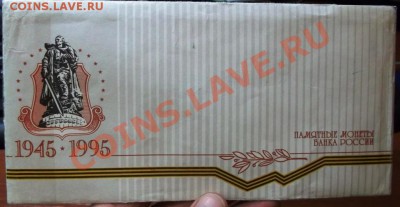 COINS.LAVE.RU
COINS.LAVE.RU
1945·1995
ПАМЯТНЫЕ МОНЕТЫ
БАНКА РОССИИ